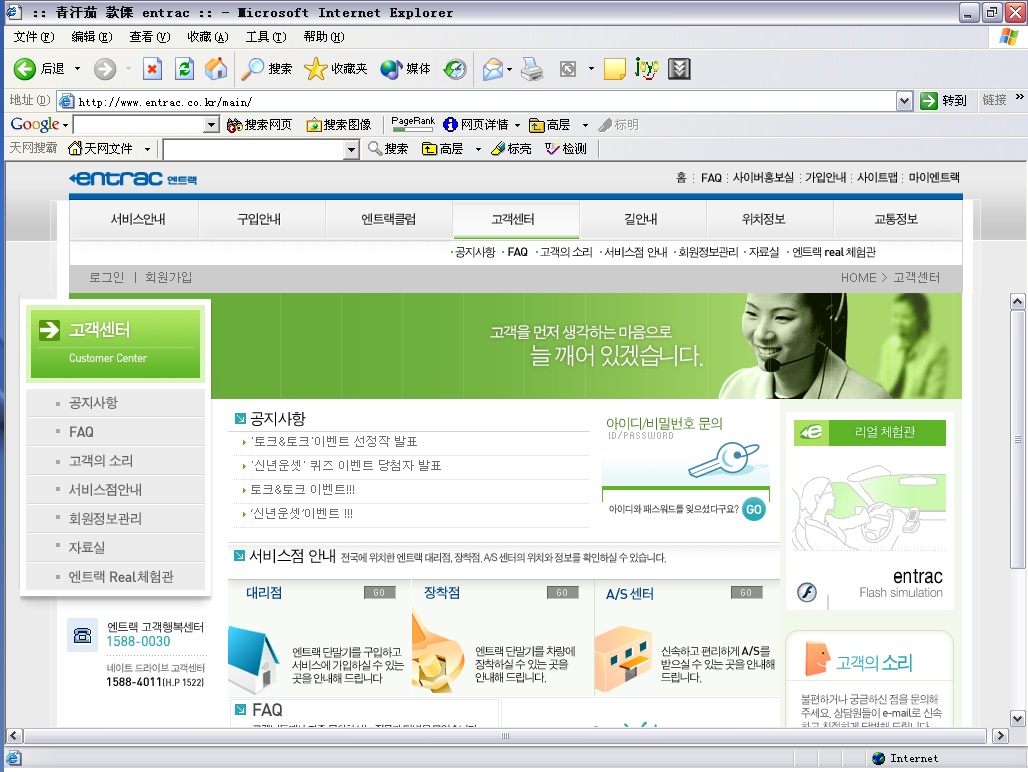 :: 青汗茄 款傈 entrac :: - Microsoft Internet Explorer
文件(F) 编辑(E) 查看(V) 收藏(A) 工具(T) 帮助(H)
后退 搜索 收藏夹 媒体 joyo
地址(D) http://www.entrac.co.kr/main/ 转到 链接 »
Google 搜索网页 搜索图像 PageRank 网页详情 高层 标明
天网搜霸 天网文件 搜索 高层 标亮 检测
entrac 엔트랙
홈 : FAQ : 사이버홍보실 : 가입안내 : 사이트맵 : 마이엔트랙
서비스안내 구입안내 엔트랙클럽 고객센터 길안내 위치정보 교통정보
·공지사항 ·FAQ ·고객의 소리 ·서비스점 안내 ·회원정보관리 ·자료실 ·엔트랙 real 체험관
로그인 | 회원가입
HOME > 고객센터
고객센터
Customer Center
공지사항
FAQ
고객의 소리
서비스점안내
회원정보관리
자료실
엔트랙 Real체험관
엔트랙 고객행복센터
1588-0030
네이트 드라이브 고객센터
1588-4011(H.P 1522)
고객을 먼저 생각하는 마음으로
늘 깨어 있겠습니다.
공지사항
'토크&토크'이벤트 선정작 발표
'신년운셋' 퀴즈 이벤트 당첨자 발표
토크&토크 이벤트!!!
'신년운셋'이벤트 !!!
아이디/비밀번호 문의
ID/PASSWORD
아이디와 패스워드를 잊으셨다구요? GO
서비스점 안내 전국에 위치한 엔트랙 대리점, 장착점, A/S 센터의 위치와 정보를 확인하실 수 있습니다.
대리점 GO
엔트랙 단말기를 구입하고
서비스에 가입하실 수 있는
곳을 안내해 드립니다
장착점 GO
엔트랙 단말기를 차량에
장착하실 수 있는 곳을
안내해 드립니다.
A/S 센터 GO
신속하고 편리하게 A/S를
받으실 수 있는 곳을 안내해
드립니다.
FAQ
리얼 체험관
entrac
Flash simulation
고객의 소리
불편하거나 궁금하신 점을 문의해
주세요. 상담원들이 e-mail로 신속
하고 친절하게 답변해 드립니다.
Internet